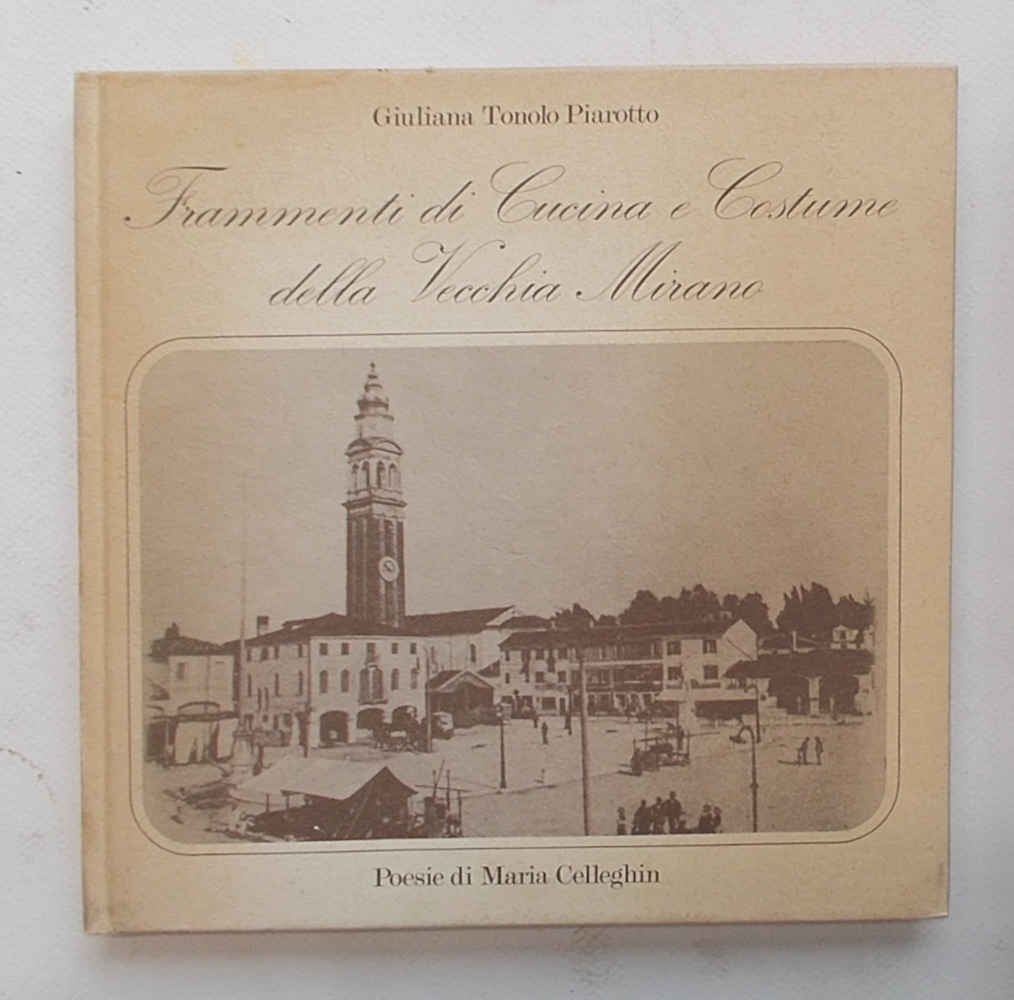 Giuliana Tonolo Piarotto
Frammenti di Cucina e Costume
della Vecchia Mirano
Poesie di Maria Celleghin